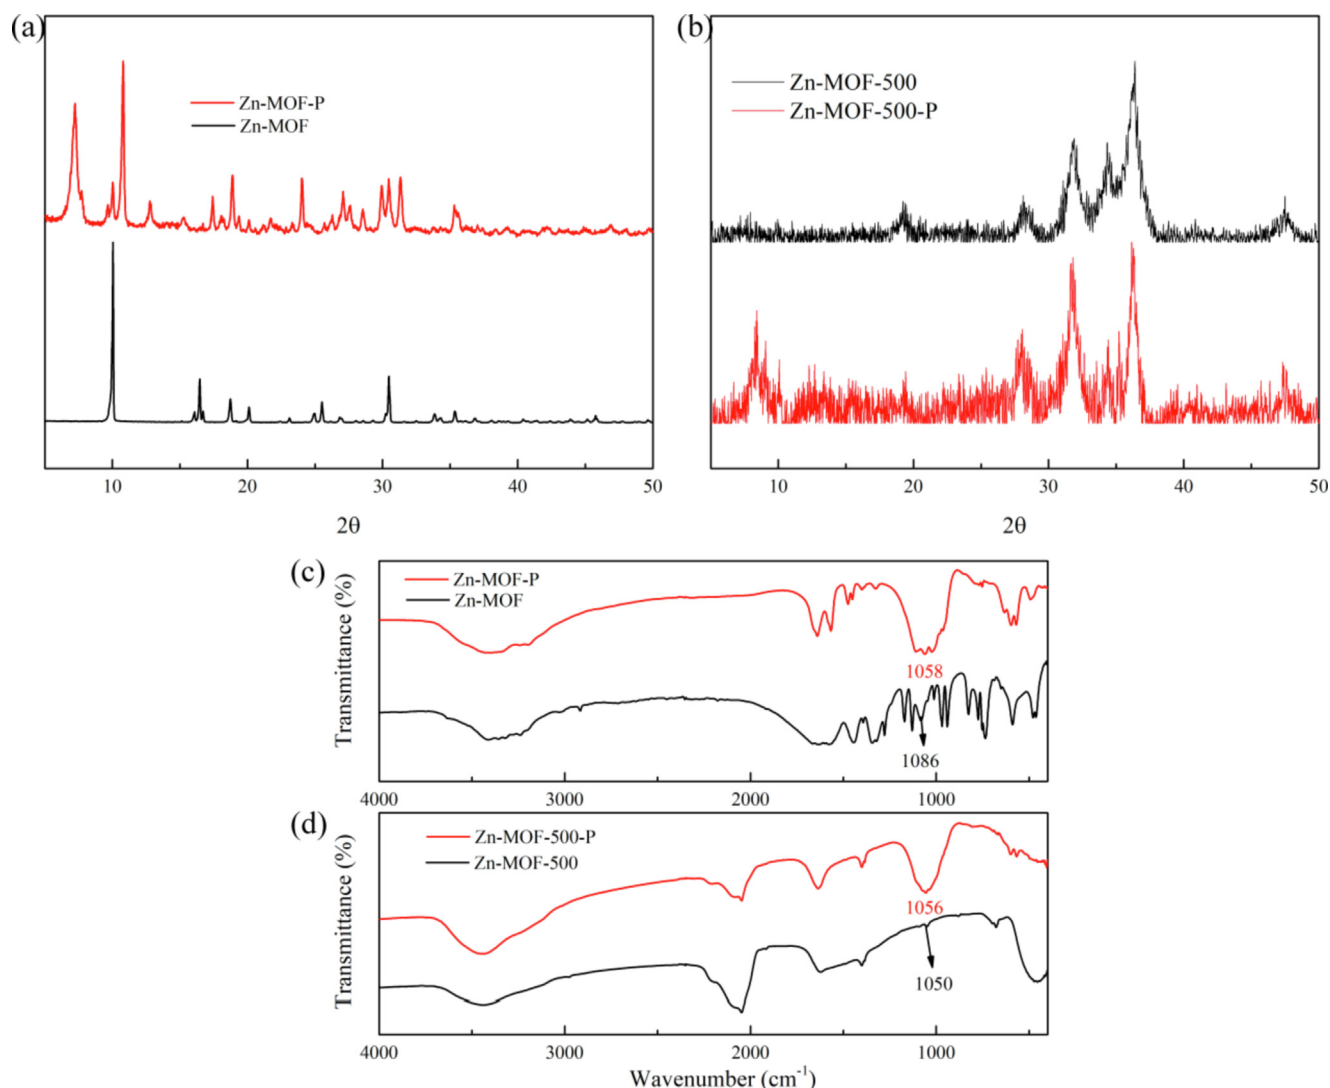 (a)
Zn-MOF-P
Zn-MOF
10 20 30 40 50
2θ
(b)
Zn-MOF-500
Zn-MOF-500-P
10 20 30 40 50
2θ
(c)
Zn-MOF-P
Zn-MOF
1058
1086
Transmittance (%)
4000 3000 2000 1000
(d)
Zn-MOF-500-P
Zn-MOF-500
1056
1050
Transmittance (%)
4000 3000 2000 1000
Wavenumber (cm⁻¹)